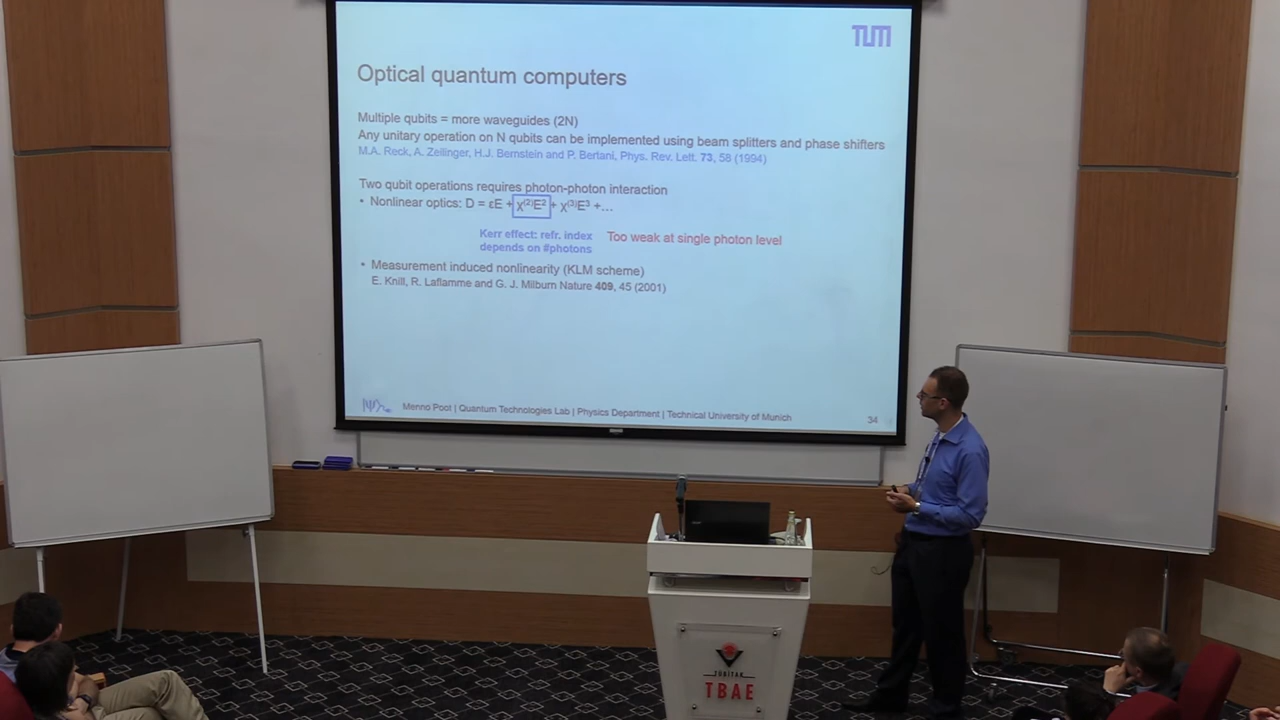 TUM
Optical quantum computers
Multiple qubits = more waveguides (2N)
Any unitary operation on N qubits can be implemented using beam splitters and phase shifters
M.A. Reck, A. Zeilinger, H.J. Bernstein and P. Bertani, Phys. Rev. Lett. 73, 58 (1994)
Two qubit operations requires photon-photon interaction
• Nonlinear optics: D = εE + χ⁽²⁾E² + χ⁽³⁾E³ +…
Kerr effect: refr. index Too weak at single photon level
depends on #photons
• Measurement induced nonlinearity (KLM scheme)
E. Knill, R. Laflamme and G. J. Milburn Nature 409, 45 (2001)
Menno Poot | Quantum Technologies Lab | Physics Department | Technical University of Munich 34
TÜBİTAK
TBAE